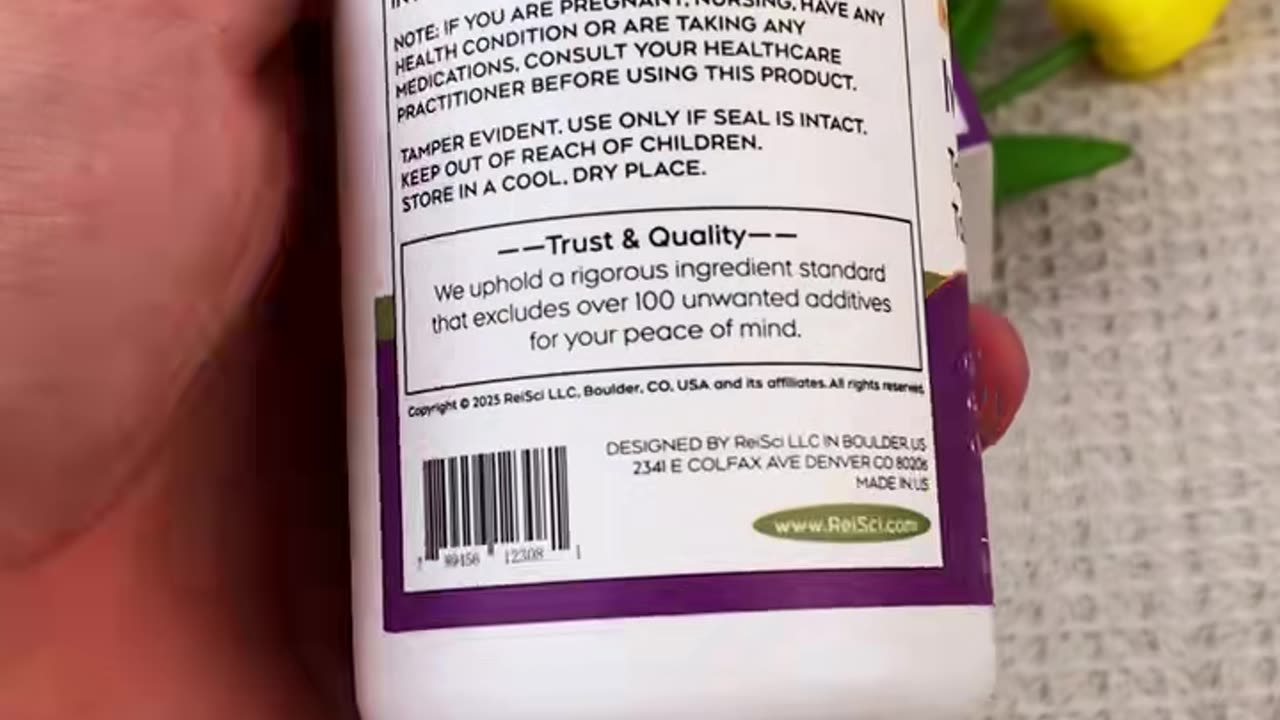 NOTE: IF YOU ARE PREGNANT, NURSING, HAVE ANY
HEALTH CONDITION OR ARE TAKING ANY
MEDICATIONS, CONSULT YOUR HEALTHCARE
PRACTITIONER BEFORE USING THIS PRODUCT.
TAMPER EVIDENT. USE ONLY IF SEAL IS INTACT.
KEEP OUT OF REACH OF CHILDREN.
STORE IN A COOL, DRY PLACE.
——Trust & Quality——
We uphold a rigorous ingredient standard
that excludes over 100 unwanted additives
for your peace of mind.
Copyright © 2025 ReiSci LLC, Boulder, CO, USA and its affiliates. All rights reserved.
DESIGNED BY ReiSci LLC IN BOULDER,US
2341 E COLFAX AVE DENVER CO 80206
MADE IN US
www.ReiSci.com
7 89456 12308 1